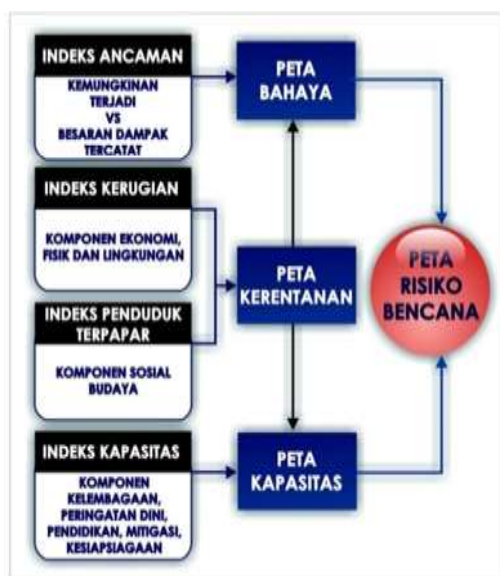 INDEKS ANCAMAN
KEMUNGKINAN
TERJADI
VS
BESARAN DAMPAK
TERCATAT
PETA
BAHAYA
INDEKS KERUGIAN
KOMPONEN EKONOMI,
FISIK DAN LINGKUNGAN
PETA
KERENTANAN
PETA
RISIKO
BENCANA
INDEKS PENDUDUK
TERPAPAR
KOMPONEN SOSIAL
BUDAYA
INDEKS KAPASITAS
KOMPONEN
KELEMBAGAAN,
PERINGATAN DINI,
PENDIDIKAN, MITIGASI,
KESIAPSIAGAAN
PETA
KAPASITAS